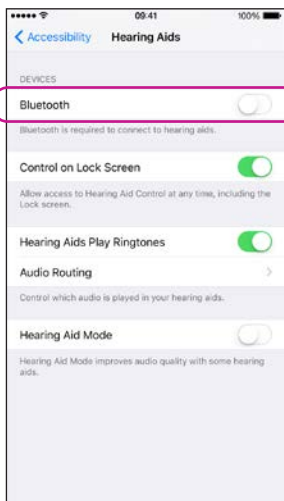 09:41 100%
Accessibility Hearing Aids
DEVICES
Bluetooth
Bluetooth is required to connect to hearing aids.
Control on Lock Screen
Allow access to Hearing Aid Control at any time, including the
Lock screen.
Hearing Aids Play Ringtones
Audio Routing
Control which audio is played in your hearing aids.
Hearing Aid Mode
Hearing Aid Mode improves audio quality with some hearing
aids.